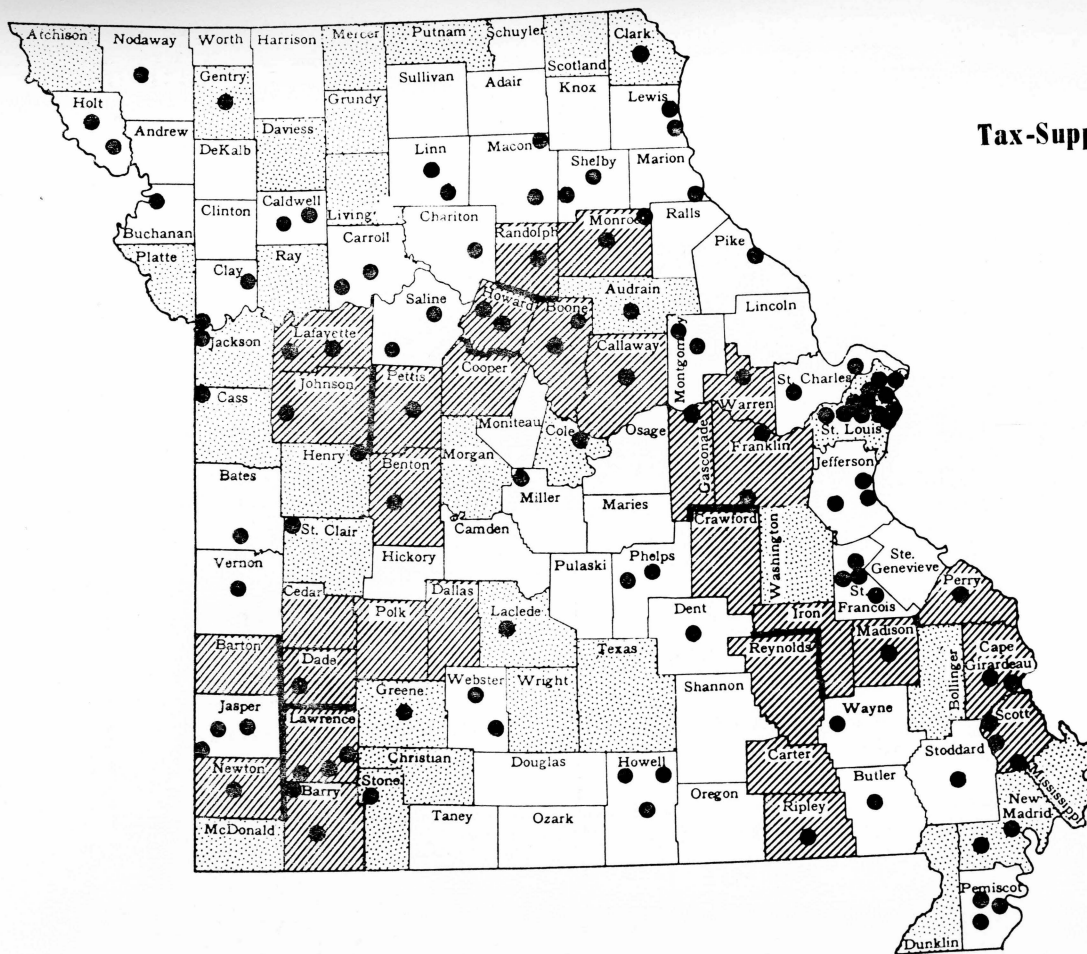 Atchison
Nodaway
Worth
Harrison
Mercer
Putnam
Schuyler
Scotland
Clark
Tax-Supp
Gentry
Sullivan
Adair
Knox
Lewis
Holt
Andrew
DeKalb
Daviess
Grundy
Linn
Macon
Shelby
Marion
Buchanan
Clinton
Caldwell
Living'
Chariton
Randolph
Monroe
Ralls
Pike
Platte
Clay
Ray
Carroll
Saline
Howard
Boone
Audrain
Lincoln
Jackson
Lafayette
Cooper
Callaway
Montgomery
Warren
St. Charles
St. Louis
Cass
Johnson
Pettis
Moniteau
Cole
Osage
Gasconade
Franklin
Jefferson
Henry
Benton
Morgan
Miller
Maries
Crawford
Washington
Bates
St. Clair
Hickory
Camden
Pulaski
Phelps
St. Francois
Ste. Genevieve
Perry
Vernon
Cedar
Polk
Dallas
Laclede
Dent
Iron
Madison
Bollinger
Cape Girardeau
Barton
Dade
Greene
Webster
Wright
Texas
Shannon
Reynolds
Wayne
Scott
Jasper
Lawrence
Christian
Douglas
Howell
Oregon
Carter
Butler
Stoddard
Mississippi
Newton
Barry
Stone
Taney
Ozark
Ripley
New Madrid
McDonald
Pemiscot
Dunklin